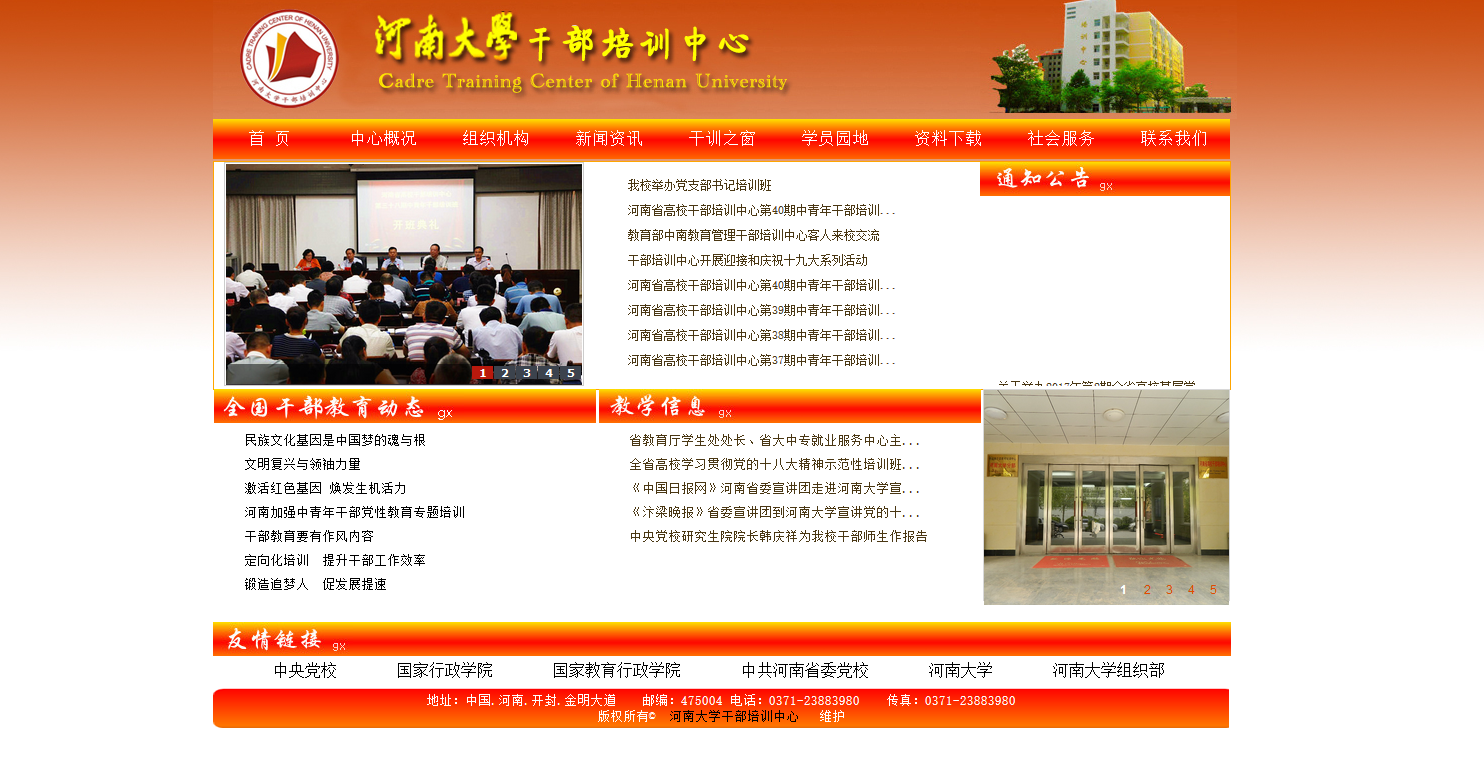 CADRE TRAINING CENTER OF HENAN UNIVERSITY
河南大学干部培训中心
河南大學干部培训中心
Cadre Training Center of Henan University
培训中心
首 页 中心概况 组织机构 新闻资讯 干训之窗 学员园地 资料下载 社会服务 联系我们
通知公告 gx
开班典礼
我校举办党支部书记培训班
河南省高校干部培训中心第40期中青年干部培训...
教育部中南教育管理干部培训中心客人来校交流
干部培训中心开展迎接和庆祝十九大系列活动
河南省高校干部培训中心第40期中青年干部培训...
河南省高校干部培训中心第39期中青年干部培训...
河南省高校干部培训中心第38期中青年干部培训...
河南省高校干部培训中心第37期中青年干部培训...
1 2 3 4 5
全国干部教育动态 gx
民族文化基因是中国梦的魂与根
文明复兴与领袖力量
激活红色基因 焕发生机活力
河南加强中青年干部党性教育专题培训
干部教育要有作风内容
定向化培训 提升干部工作效率
锻造追梦人 促发展提速
教学信息 gx
省教育厅学生处处长、省大中专就业服务中心主...
全省高校学习贯彻党的十八大精神示范性培训班...
《中国日报网》河南省委宣讲团走进河南大学宣...
《汴梁晚报》省委宣讲团到河南大学宣讲党的十...
中央党校研究生院院长韩庆祥为我校干部师生作报告
1 2 3 4 5
友情链接 gx
中央党校 国家行政学院 国家教育行政学院 中共河南省委党校 河南大学 河南大学组织部
地址: 中国.河南.开封.金明大道 邮编: 475004 电话: 0371-23883980 传真: 0371-23883980
版权所有© 河南大学干部培训中心 维护